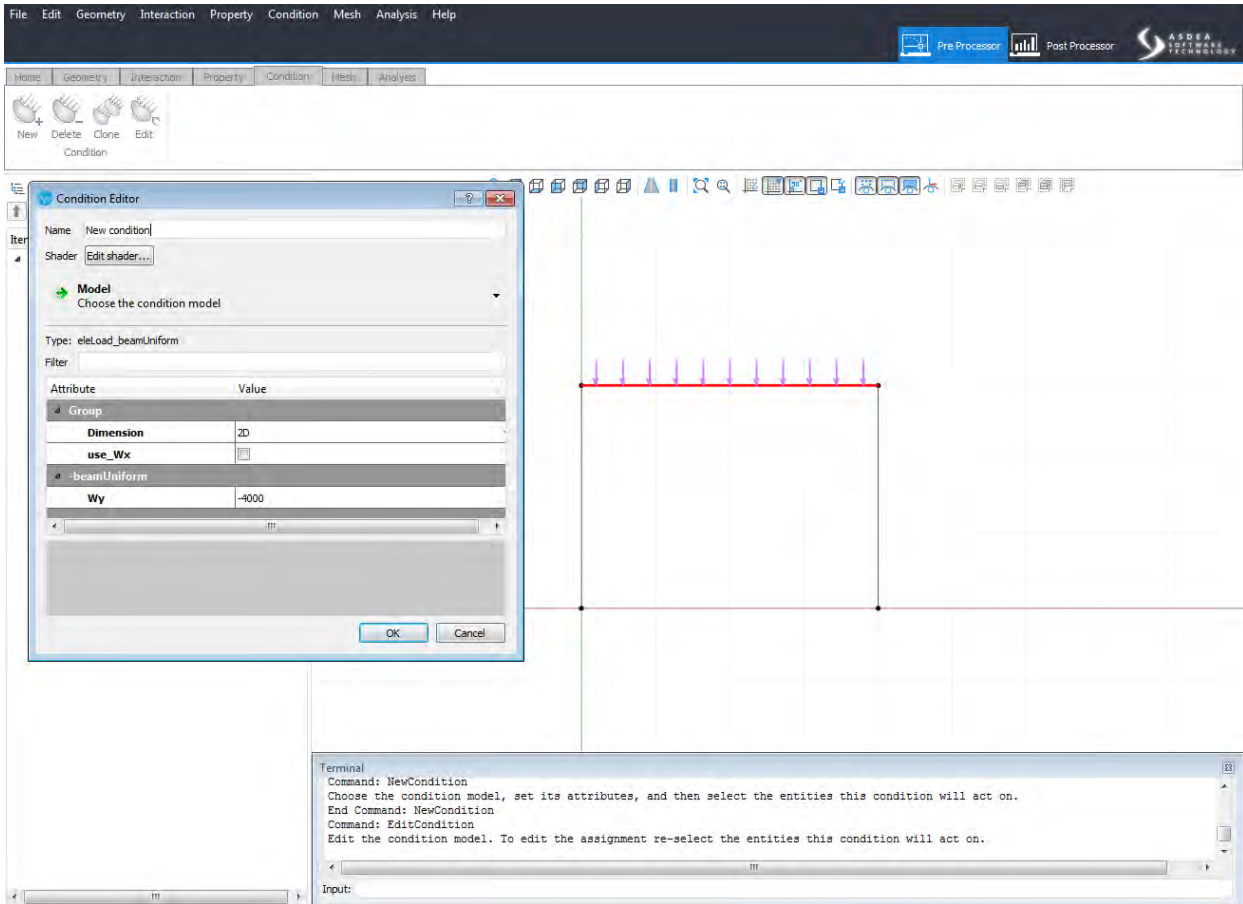 File Edit Geometry Interaction Property Condition Mesh Analysis Help
Pre Processor Post Processor
ASDEA
SOFTWARE
TECHNOLOGY
Home Geometry Interaction Property Condition Mesh Analysis
New Delete Clone Edit
Condition
Condition Editor
Name New condition
Shader Edit shader...
Model
Choose the condition model
Type: eleLoad_beamUniform
Filter
Attribute Value
Group
Dimension 2D
use_Wx
-beamUniform
Wy -4000
OK Cancel
Terminal
Command: NewCondition
Choose the condition model, set its attributes, and then select the entities this condition will act on.
End Command: NewCondition
Command: EditCondition
Edit the condition model. To edit the assignment re-select the entities this condition will act on.
Input: